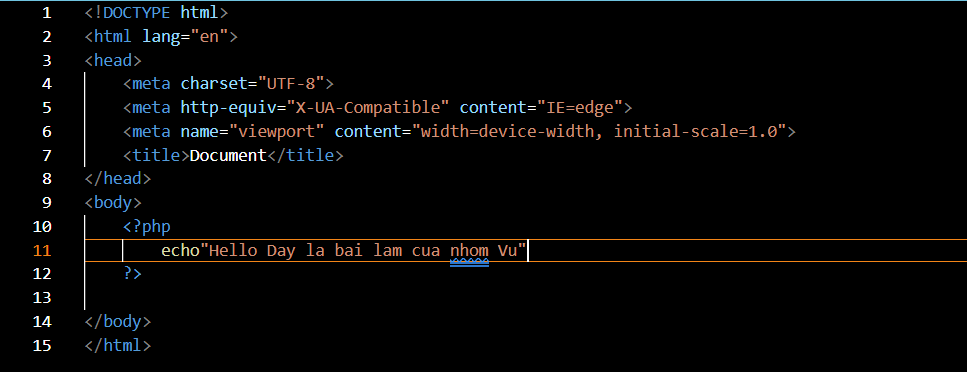 1 <!DOCTYPE html>
2 <html lang="en">
3 <head>
4     <meta charset="UTF-8">
5     <meta http-equiv="X-UA-Compatible" content="IE=edge">
6     <meta name="viewport" content="width=device-width, initial-scale=1.0">
7     <title>Document</title>
8 </head>
9 <body>
10     <?php
11         echo"Hello Day la bai lam cua nhom Vu"
12     ?>
13
14 </body>
15 </html>